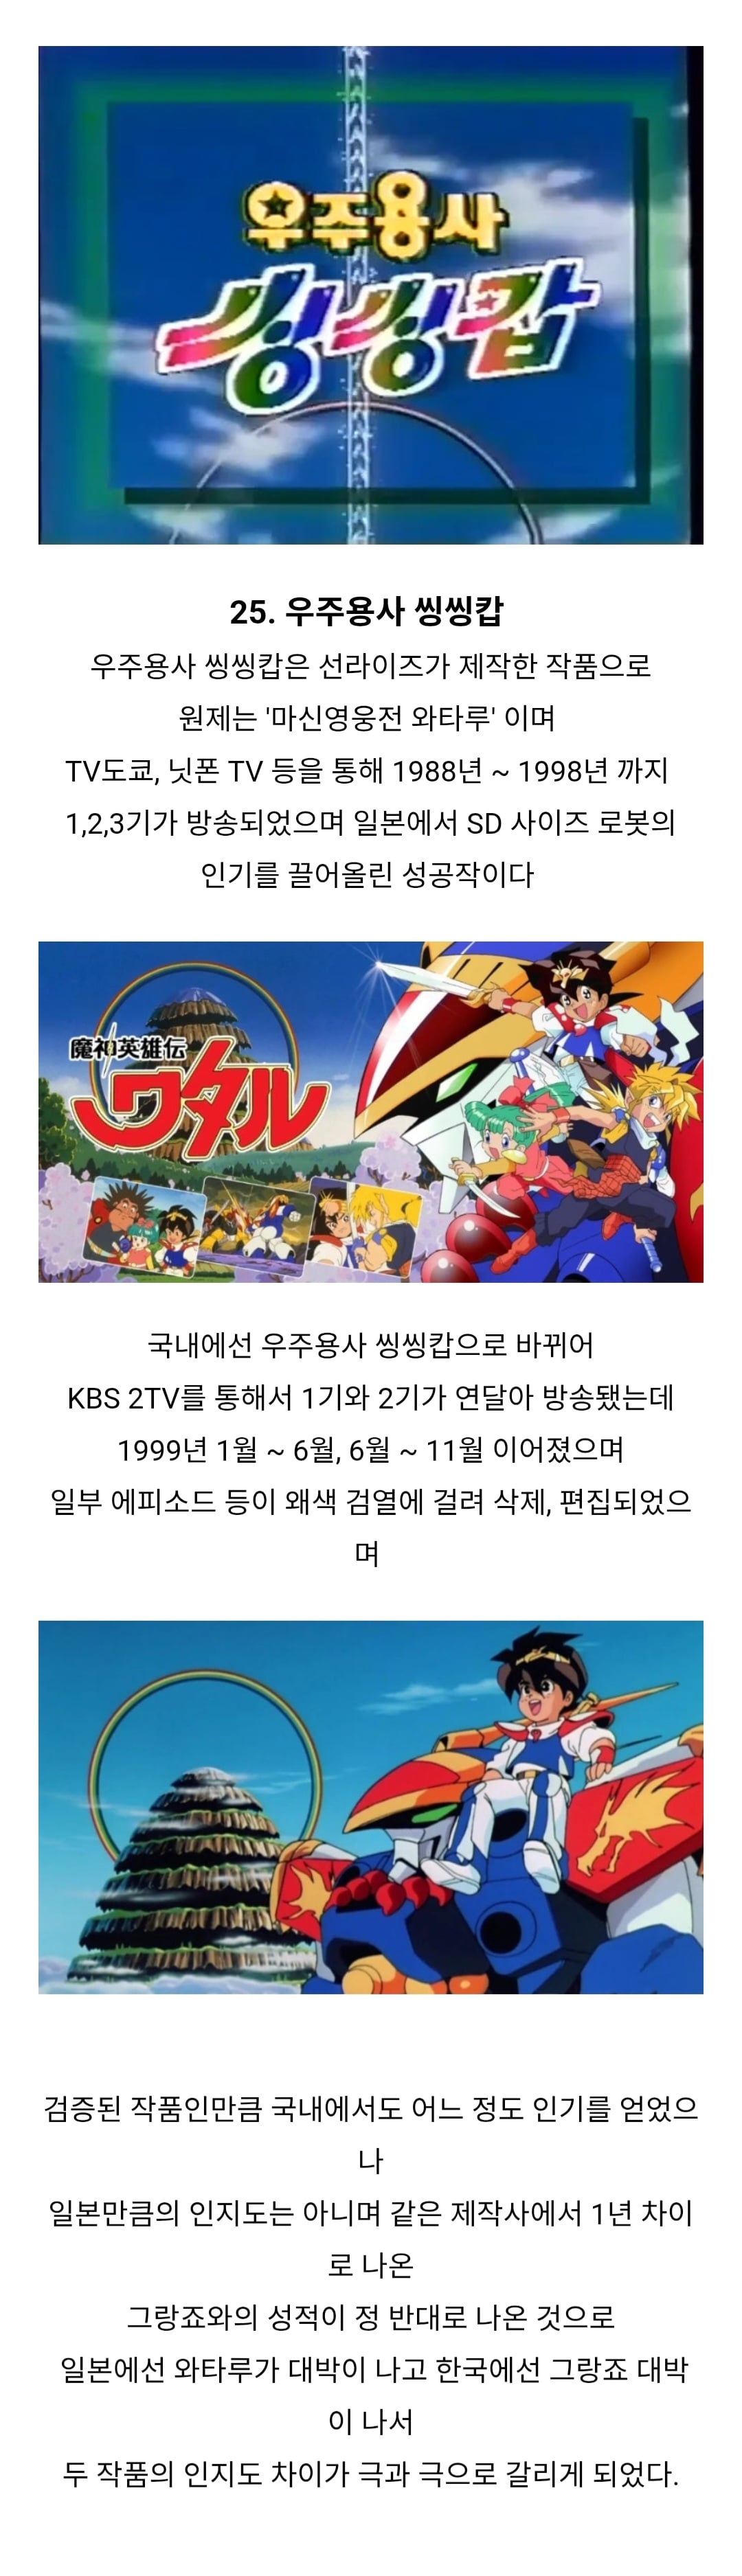 우주용사
씽씽캅
25. 우주용사 씽씽캅
우주용사 씽씽캅은 선라이즈가 제작한 작품으로
원제는 '마신영웅전 와타루' 이며
TV도쿄, 닛폰 TV 등을 통해 1988년 ~ 1998년 까지
1,2,3기가 방송되었으며 일본에서 SD 사이즈 로봇의
인기를 끌어올린 성공작이다
魔神英雄伝
ワタル
국내에선 우주용사 씽씽캅으로 바뀌어
KBS 2TV를 통해서 1기와 2기가 연달아 방송됐는데
1999년 1월 ~ 6월, 6월 ~ 11월 이어졌으며
일부 에피소드 등이 왜색 검열에 걸려 삭제, 편집되었으
며
검증된 작품인만큼 국내에서도 어느 정도 인기를 얻었으
나
일본만큼의 인지도는 아니며 같은 제작사에서 1년 차이
로 나온
그랑죠와의 성적이 정 반대로 나온 것으로
일본에선 와타루가 대박이 나고 한국에선 그랑죠 대박
이 나서
두 작품의 인지도 차이가 극과 극으로 갈리게 되었다.